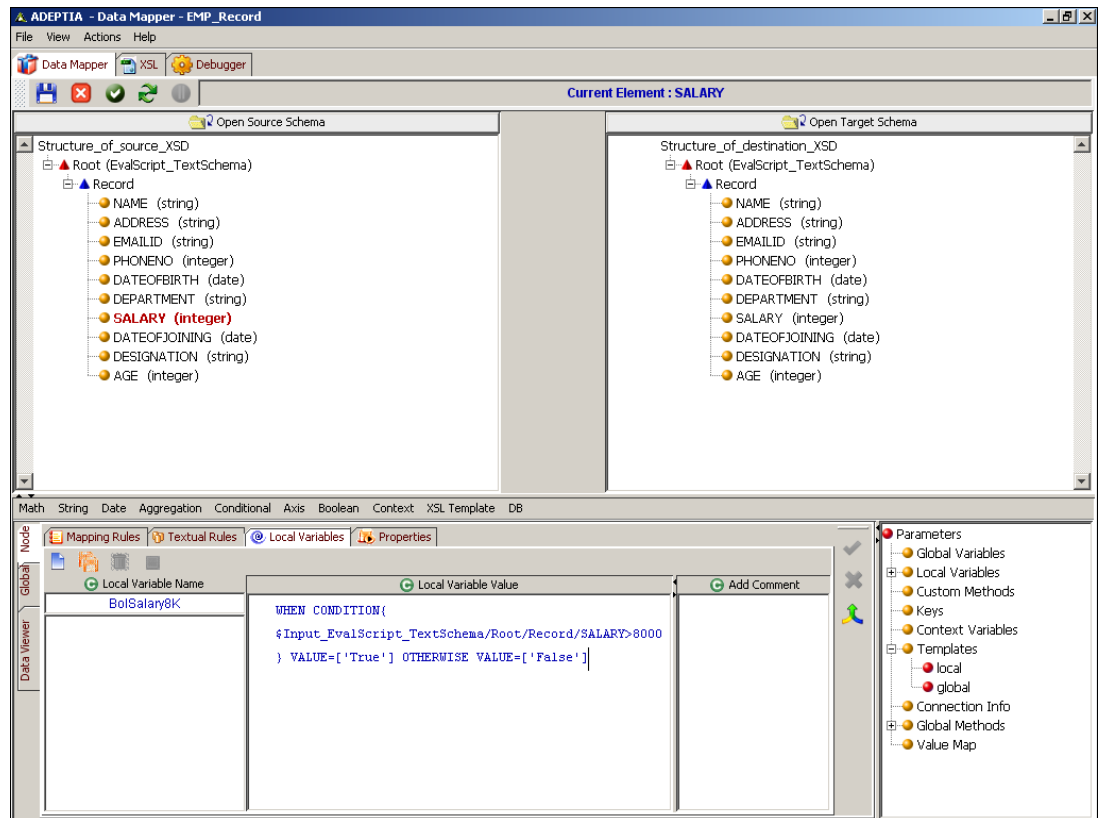 ADEPTIA - Data Mapper - EMP_Record
File View Actions Help
Data Mapper XSL Debugger
Current Element : SALARY
Open Source Schema
Open Target Schema
Structure_of_source_XSD
Root (EvalScript_TextSchema)
Record
NAME (string)
ADDRESS (string)
EMAILID (string)
PHONENO (integer)
DATEOFBIRTH (date)
DEPARTMENT (string)
SALARY (integer)
DATEOFJOINING (date)
DESIGNATION (string)
AGE (integer)
Structure_of_destination_XSD
Root (EvalScript_TextSchema)
Record
NAME (string)
ADDRESS (string)
EMAILID (string)
PHONENO (integer)
DATEOFBIRTH (date)
DEPARTMENT (string)
SALARY (integer)
DATEOFJOINING (date)
DESIGNATION (string)
AGE (integer)
Math String Date Aggregation Conditional Axis Boolean Context XSL Template DB
Node
Global
Data Viewer
Mapping Rules Textual Rules Local Variables Properties
Local Variable Name
Local Variable Value
Add Comment
BolSalary8K
WHEN CONDITION{
$Input_EvalScript_TextSchema/Root/Record/SALARY>8000
} VALUE=['True'] OTHERWISE VALUE=['False']
Parameters
Global Variables
Local Variables
Custom Methods
Keys
Context Variables
Templates
local
global
Connection Info
Global Methods
Value Map